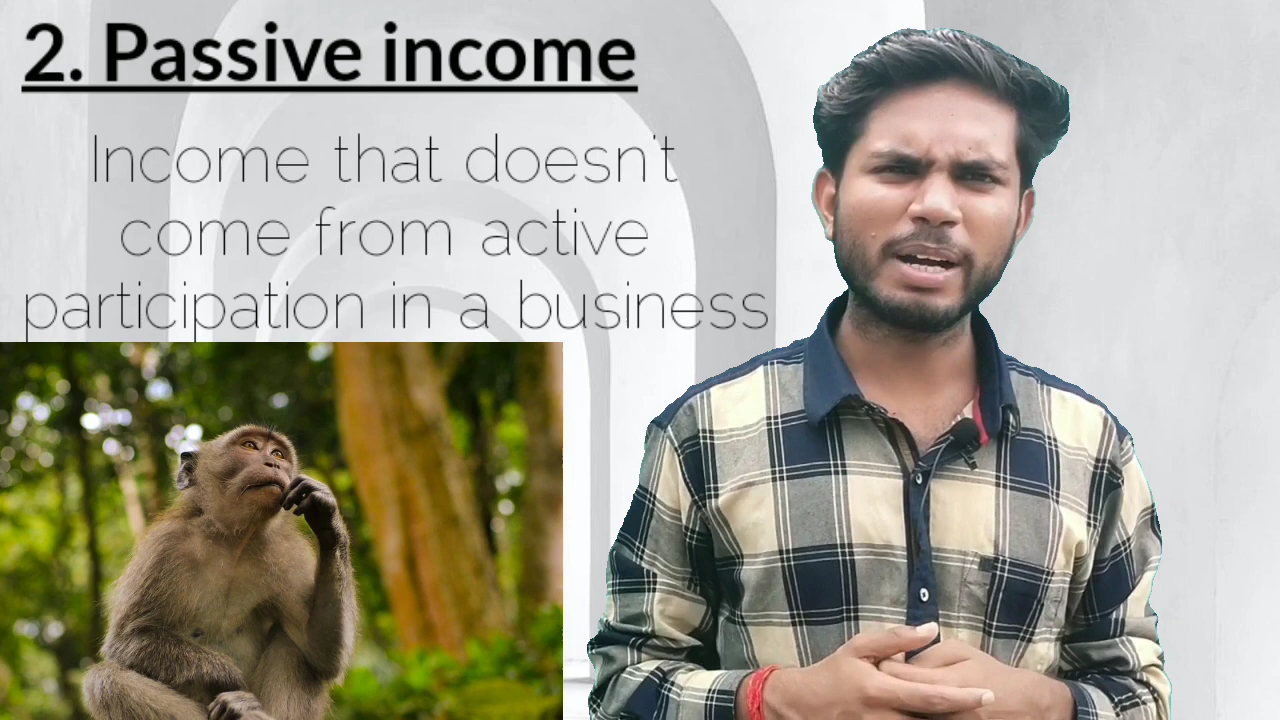 2. Passive income
Income that doesn't
come from active
participation in a business